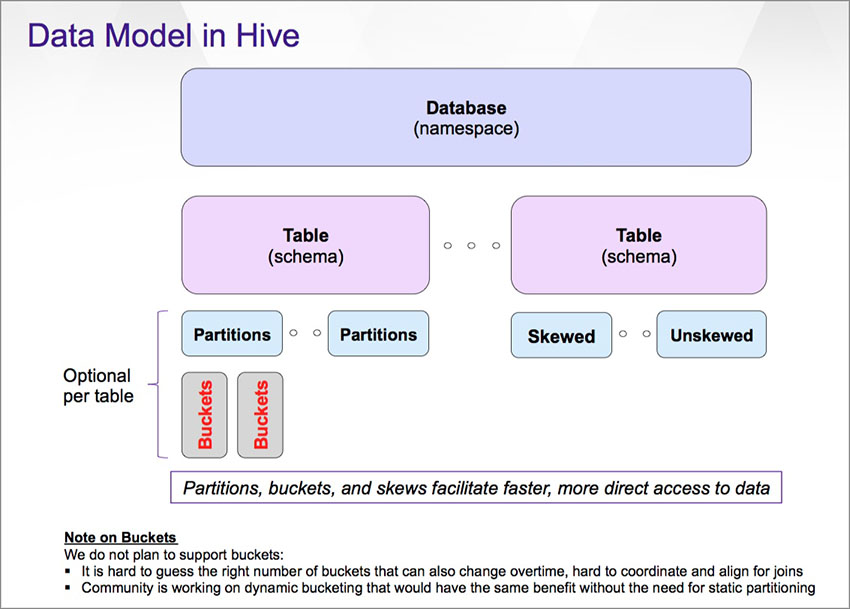 Data Model in Hive
Database
(namespace)
Table
(schema)
Table
(schema)
Partitions
Partitions
Skewed
Unskewed
Optional
per table
Buckets
Buckets
Partitions, buckets, and skews facilitate faster, more direct access to data
Note on Buckets
We do not plan to support buckets:
▪ It is hard to guess the right number of buckets that can also change overtime, hard to coordinate and align for joins
▪ Community is working on dynamic bucketing that would have the same benefit without the need for static partitioning